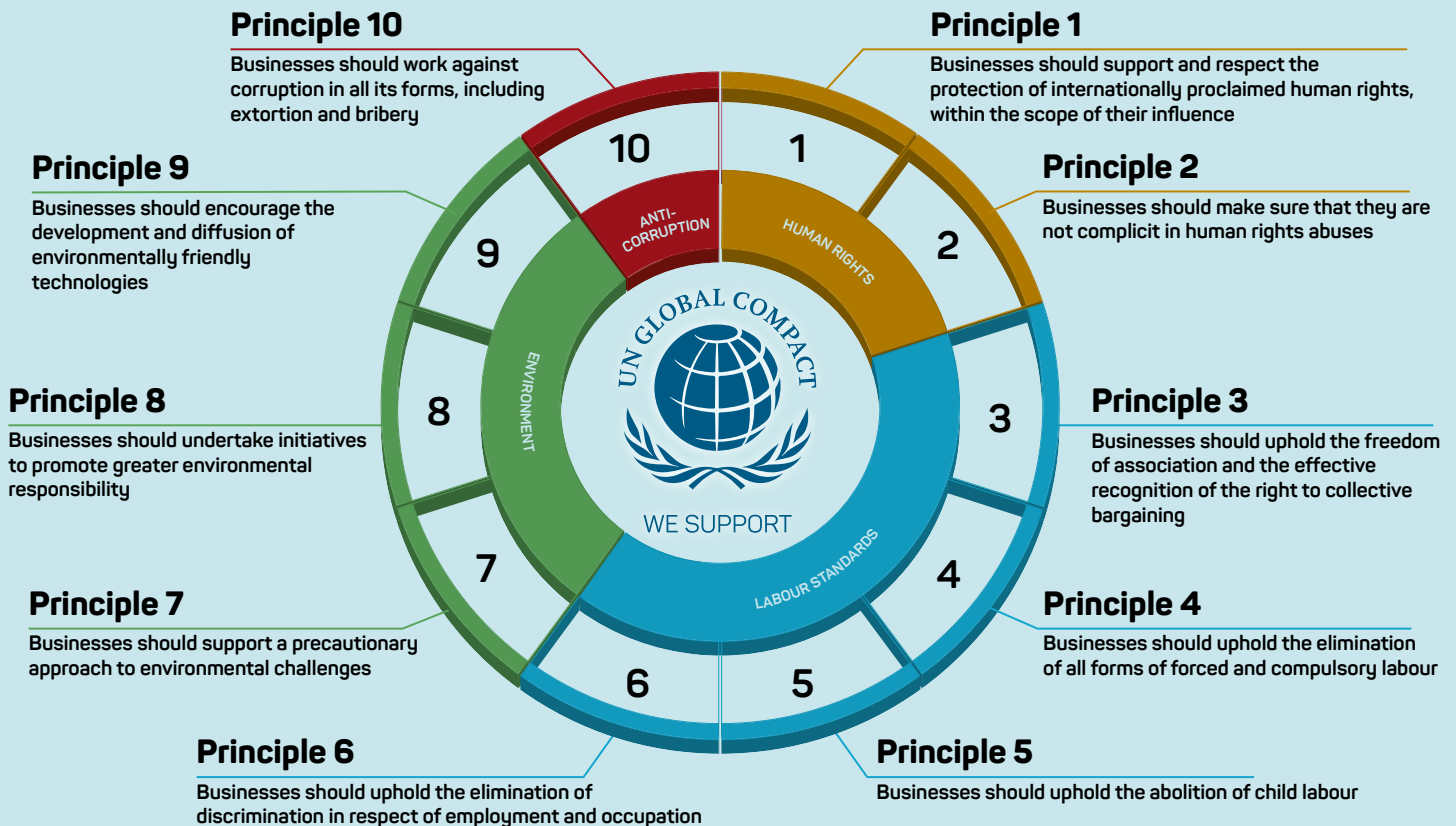 Principle 10
Businesses should work against
corruption in all its forms, including
extortion and bribery
Principle 1
Businesses should support and respect the
protection of internationally proclaimed human rights,
within the scope of their influence
Principle 9
Businesses should encourage the
development and diffusion of
environmentally friendly
technologies
Principle 2
Businesses should make sure that they are
not complicit in human rights abuses
Principle 8
Businesses should undertake initiatives
to promote greater environmental
responsibility
Principle 3
Businesses should uphold the freedom
of association and the effective
recognition of the right to collective
bargaining
Principle 7
Businesses should support a precautionary
approach to environmental challenges
Principle 4
Businesses should uphold the elimination
of all forms of forced and compulsory labour
Principle 6
Businesses should uphold the elimination of
discrimination in respect of employment and occupation
Principle 5
Businesses should uphold the abolition of child labour
10
1
9
2
8
3
7
4
6
5
ANTI-
CORRUPTION
HUMAN RIGHTS
ENVIRONMENT
LABOUR STANDARDS
UN GLOBAL COMPACT
WE SUPPORT